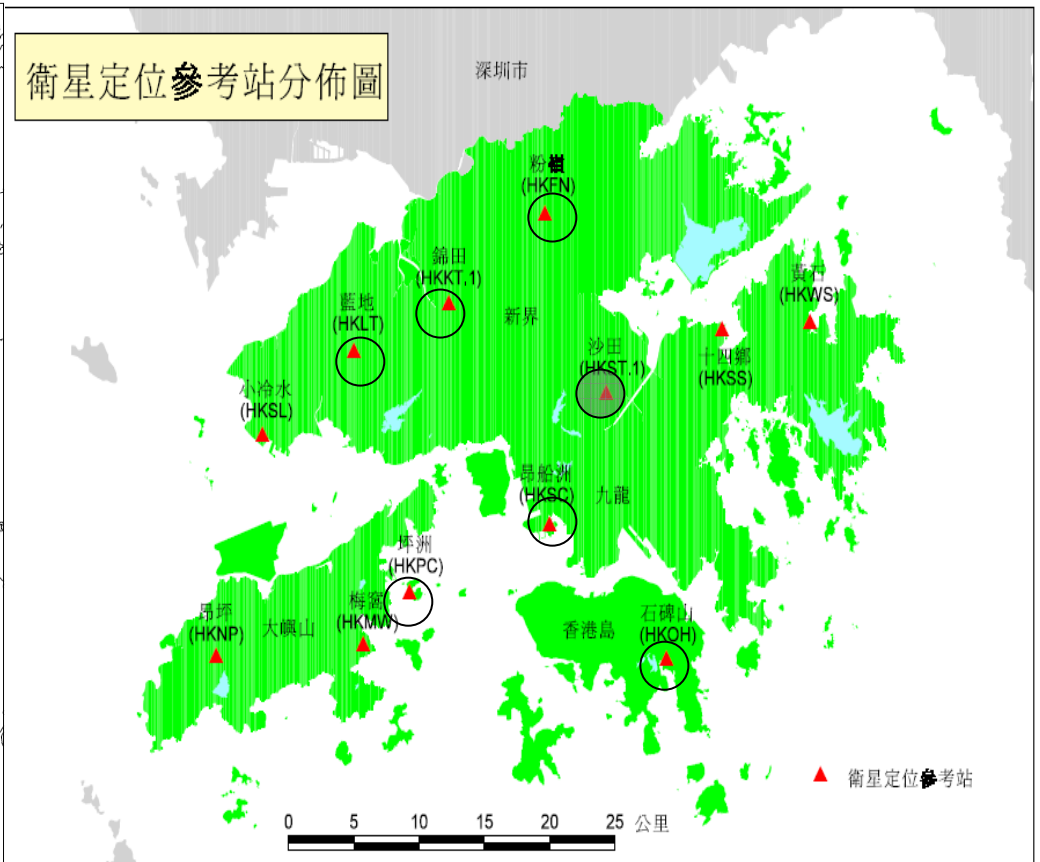 衛星定位參考站分佈圖
深圳市
粉
(HKFN)
錦田
(HKKT,1)
黃石
(HKWS)
藍地
(HKLT)
新界
沙田
(HKST.1)
十四鄉
(HKSS)
小冷水
(HKSL)
昂船洲
(HKSC)
九龍
坪洲
(HKPC)
昂坪
(HKNP)
大嶼山
梅窩
(HKMW)
香港島
石碑山
(HKOH)
衛星定位參考站
0 5 10 15 20 25 公里